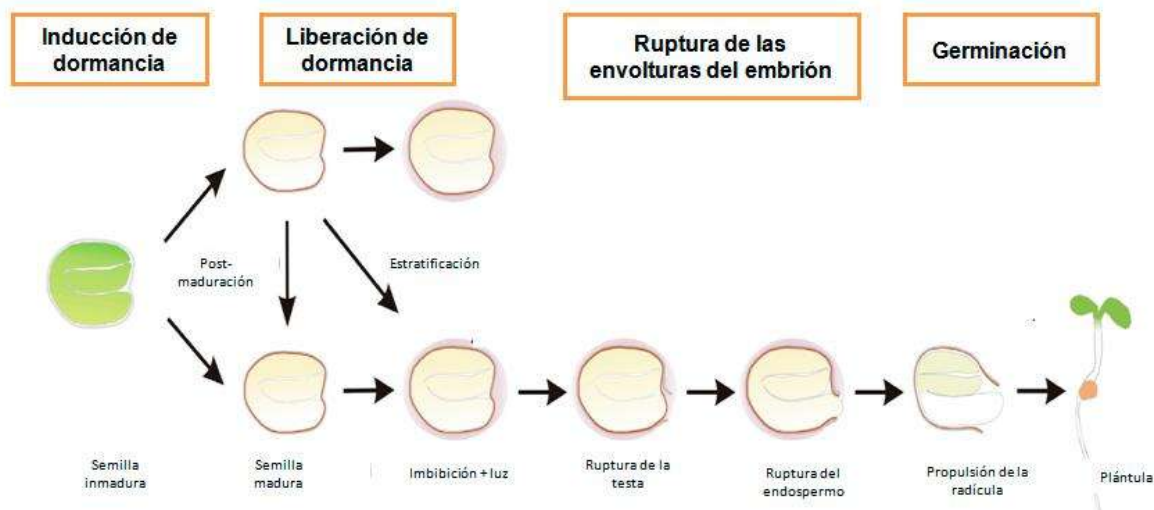 Inducción de
dormancia
Liberación de
dormancia
Ruptura de las
envolturas del embrión
Germinación
Post-
maduración
Estratificación
Semilla
inmadura
Semilla
madura
Imbibición + luz
Ruptura de la
testa
Ruptura del
endospermo
Propulsión de la
radícula
Plántula